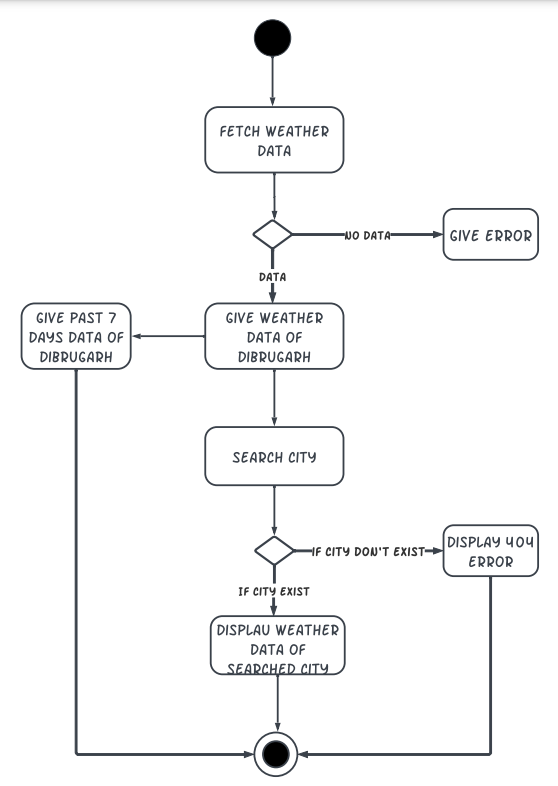 FETCH WEATHER
DATA
NO DATA
GIVE ERROR
DATA
GIVE PAST 7
DAYS DATA OF
DIBRUGARH
GIVE WEATHER
DATA OF
DIBRUGARH
SEARCH CITY
IF CITY DON'T EXIST
DISPLAY 404
ERROR
IF CITY EXIST
DISPLAU WEATHER
DATA OF
SEARCHED CITY